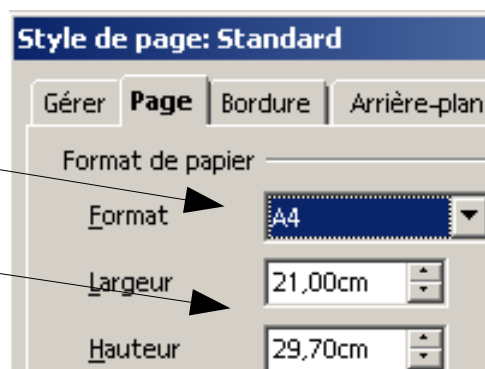 Style de page: Standard
Gérer Page Bordure Arrière-plan
Format de papier
Format A4
Largeur 21,00cm
Hauteur 29,70cm